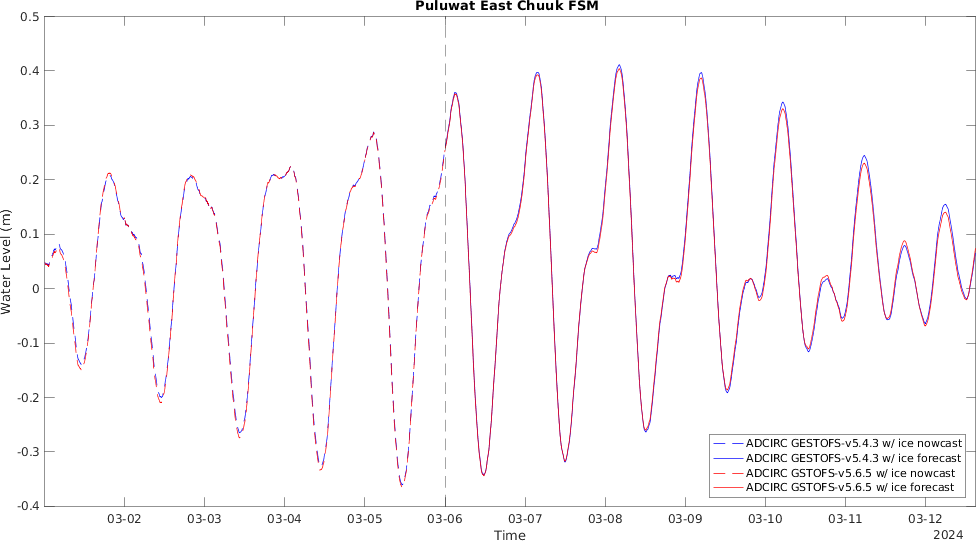 Puluwat East Chuuk FSM
0.5
0.4
0.3
0.2
0.1
0
-0.1
-0.2
-0.3
-0.4
Water Level (m)
ADCIRC GESTOFS-v5.4.3 w/ ice nowcast
ADCIRC GESTOFS-v5.4.3 w/ ice forecast
ADCIRC GSTOFS-v5.6.5 w/ ice nowcast
ADCIRC GSTOFS-v5.6.5 w/ ice forecast
03-02 03-03 03-04 03-05 03-06 03-07 03-08 03-09 03-10 03-11 03-12
Time
2024